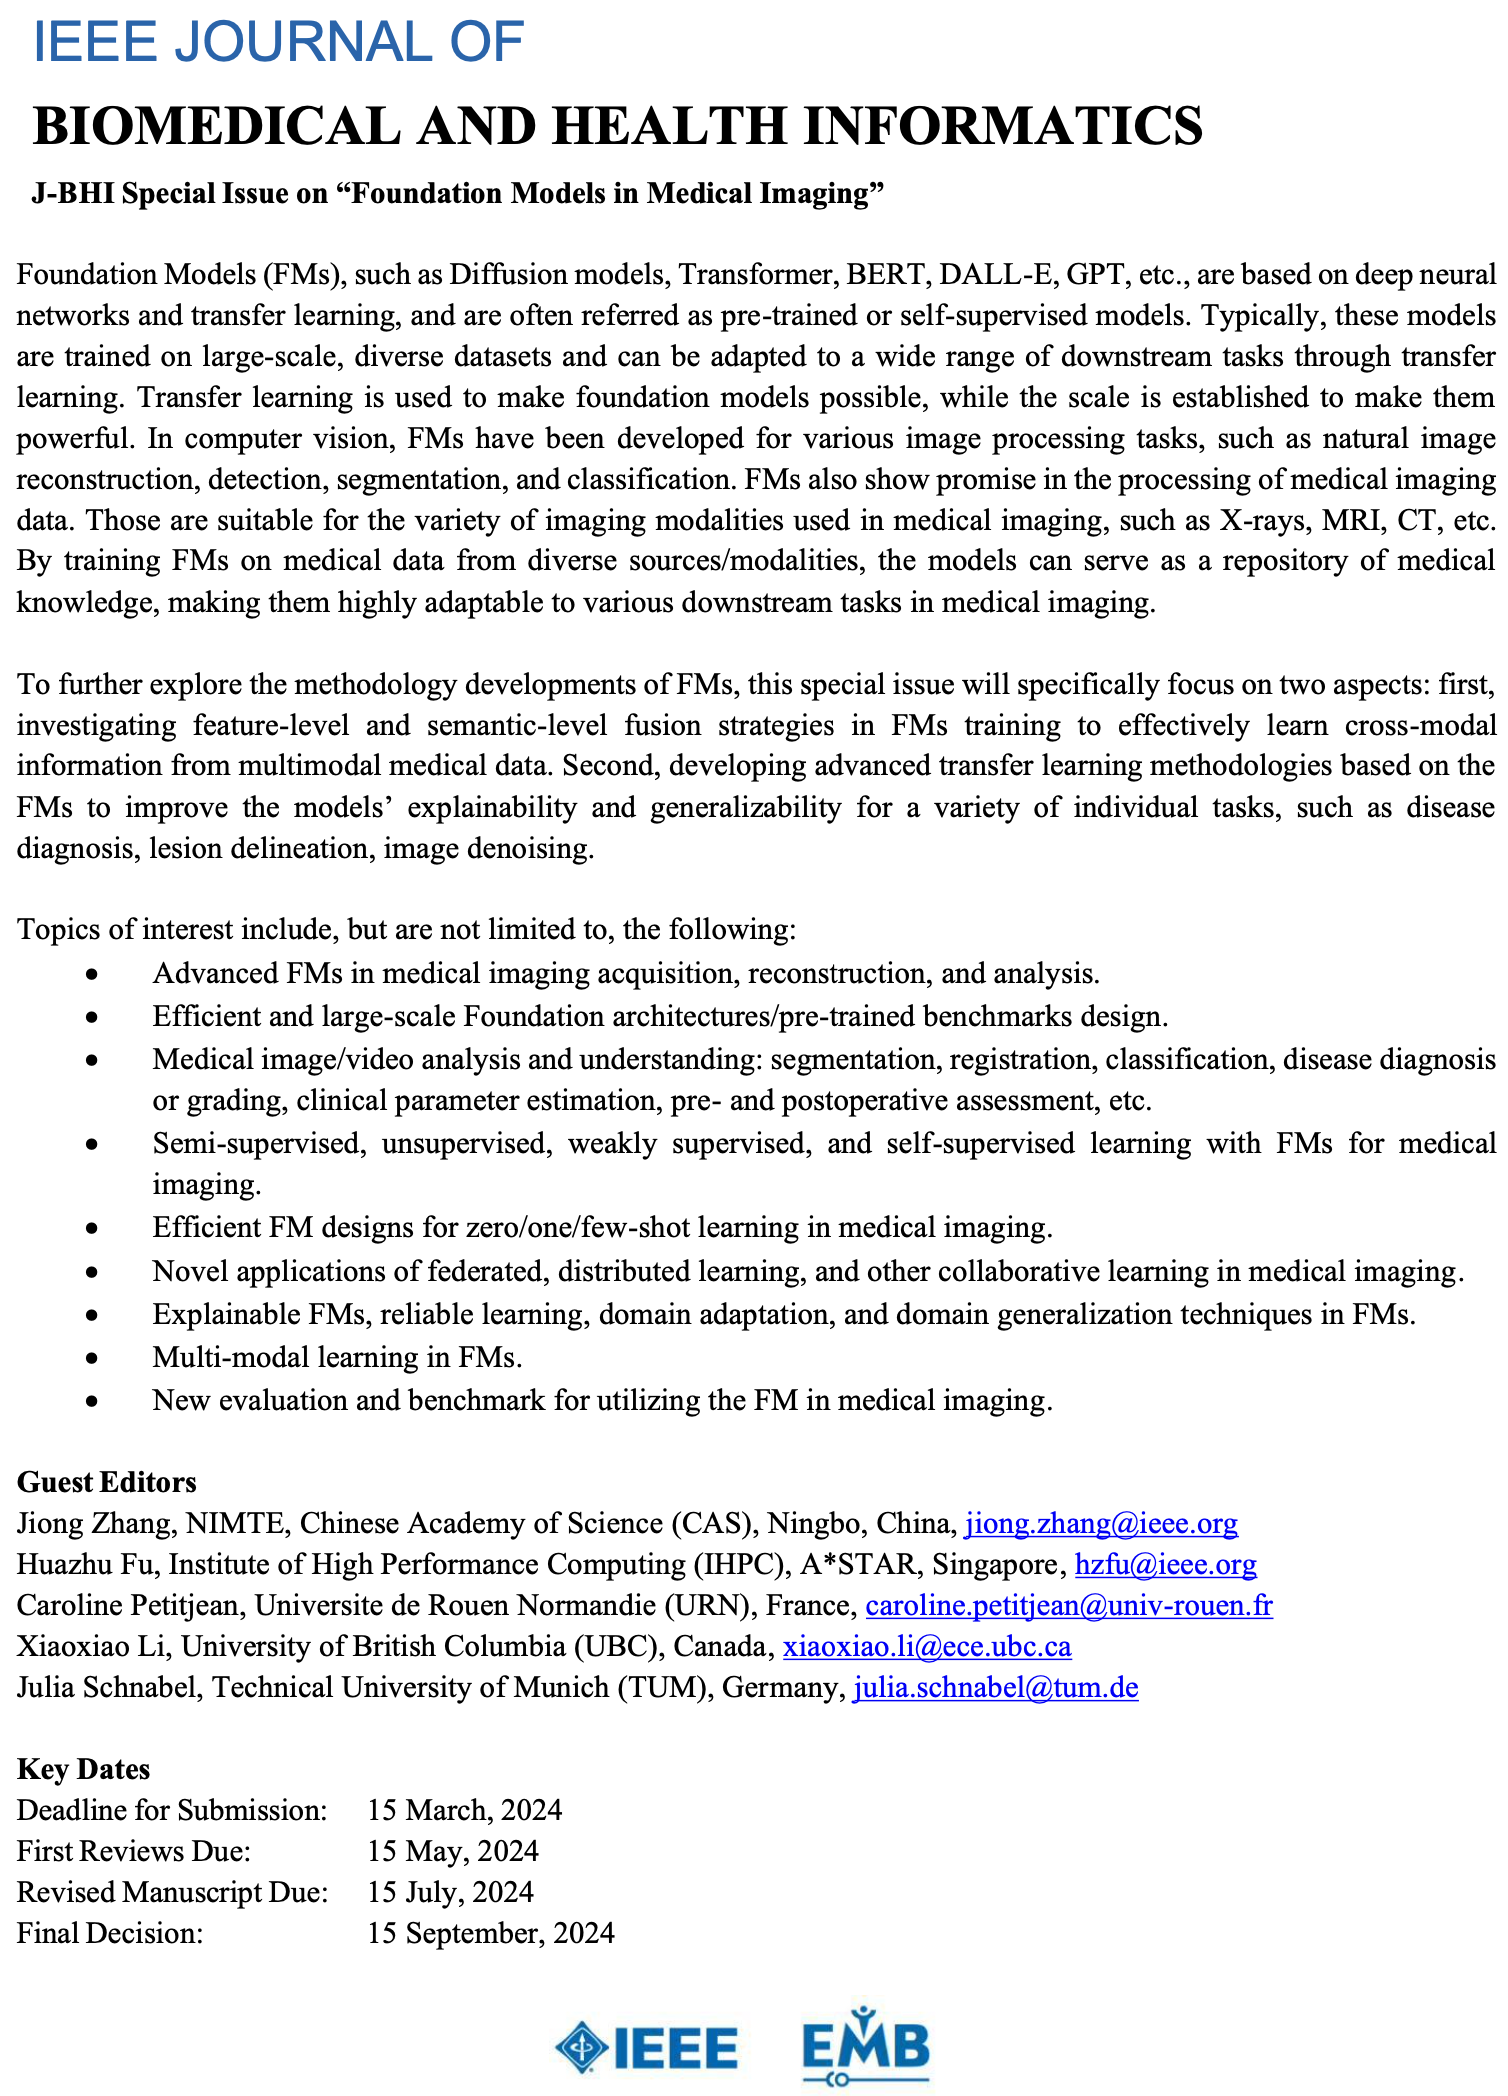 IEEE JOURNAL OF
BIOMEDICAL AND HEALTH INFORMATICS
J-BHI Special Issue on “Foundation Models in Medical Imaging”
Foundation Models (FMs), such as Diffusion models, Transformer, BERT, DALL-E, GPT, etc., are based on deep neural
networks and transfer learning, and are often referred as pre-trained or self-supervised models. Typically, these models
are trained on large-scale, diverse datasets and can be adapted to a wide range of downstream tasks through transfer
learning. Transfer learning is used to make foundation models possible, while the scale is established to make them
powerful. In computer vision, FMs have been developed for various image processing tasks, such as natural image
reconstruction, detection, segmentation, and classification. FMs also show promise in the processing of medical imaging
data. Those are suitable for the variety of imaging modalities used in medical imaging, such as X-rays, MRI, CT, etc.
By training FMs on medical data from diverse sources/modalities, the models can serve as a repository of medical
knowledge, making them highly adaptable to various downstream tasks in medical imaging.
To further explore the methodology developments of FMs, this special issue will specifically focus on two aspects: first,
investigating feature-level and semantic-level fusion strategies in FMs training to effectively learn cross-modal
information from multimodal medical data. Second, developing advanced transfer learning methodologies based on the
FMs to improve the models’ explainability and generalizability for a variety of individual tasks, such as disease
diagnosis, lesion delineation, image denoising.
Topics of interest include, but are not limited to, the following:
• Advanced FMs in medical imaging acquisition, reconstruction, and analysis.
• Efficient and large-scale Foundation architectures/pre-trained benchmarks design.
• Medical image/video analysis and understanding: segmentation, registration, classification, disease diagnosis
or grading, clinical parameter estimation, pre- and postoperative assessment, etc.
• Semi-supervised, unsupervised, weakly supervised, and self-supervised learning with FMs for medical
imaging.
• Efficient FM designs for zero/one/few-shot learning in medical imaging.
• Novel applications of federated, distributed learning, and other collaborative learning in medical imaging.
• Explainable FMs, reliable learning, domain adaptation, and domain generalization techniques in FMs.
• Multi-modal learning in FMs.
• New evaluation and benchmark for utilizing the FM in medical imaging.
Guest Editors
Jiong Zhang, NIMTE, Chinese Academy of Science (CAS), Ningbo, China, jiong.zhang@ieee.org
Huazhu Fu, Institute of High Performance Computing (IHPC), A*STAR, Singapore, hzfu@ieee.org
Caroline Petitjean, Universite de Rouen Normandie (URN), France, caroline.petitjean@univ-rouen.fr
Xiaoxiao Li, University of British Columbia (UBC), Canada, xiaoxiao.li@ece.ubc.ca
Julia Schnabel, Technical University of Munich (TUM), Germany, julia.schnabel@tum.de
Key Dates
Deadline for Submission: 15 March, 2024
First Reviews Due: 15 May, 2024
Revised Manuscript Due: 15 July, 2024
Final Decision: 15 September, 2024
IEEE EMB